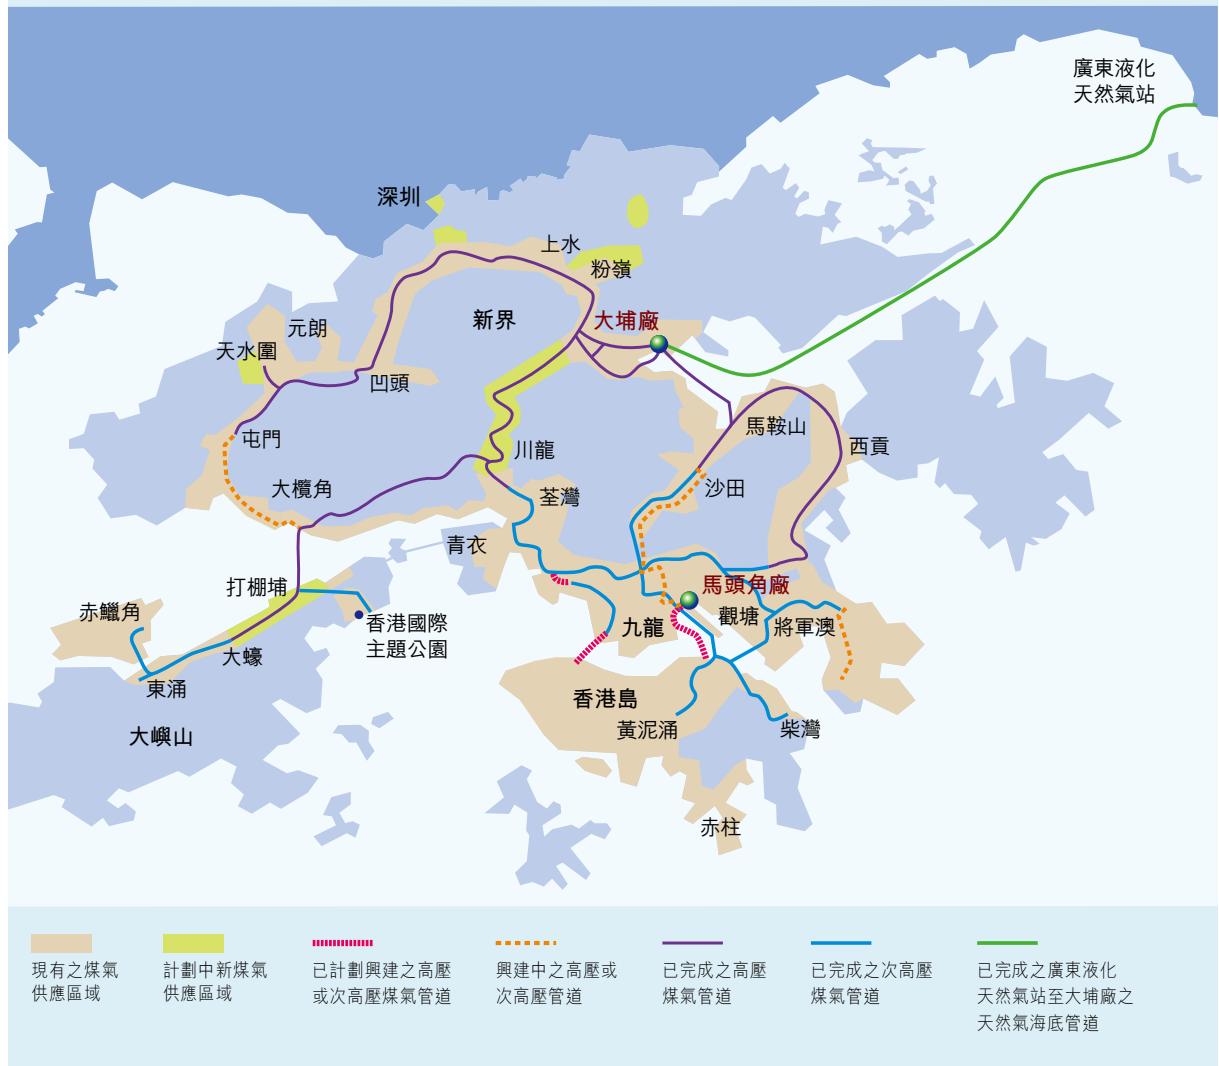 廣東液化
天然氣站
深圳
上水
粉嶺
新界
大埔廠
元朗
天水圍
凹頭
屯門
川龍
馬鞍山
西貢
大欖角
荃灣
沙田
青衣
打棚埔
馬頭角廠
赤鱲角
香港國際
主題公園
觀塘
九龍
將軍澳
大蠔
東涌
香港島
大嶼山
黃泥涌
柴灣
赤柱
現有之煤氣
供應區域
計劃中新煤氣
供應區域
已計劃興建之高壓
或次高壓煤氣管道
興建中之高壓或
次高壓管道
已完成之高壓
煤氣管道
已完成之次高壓
煤氣管道
已完成之廣東液化
天然氣站至大埔廠之
天然氣海底管道